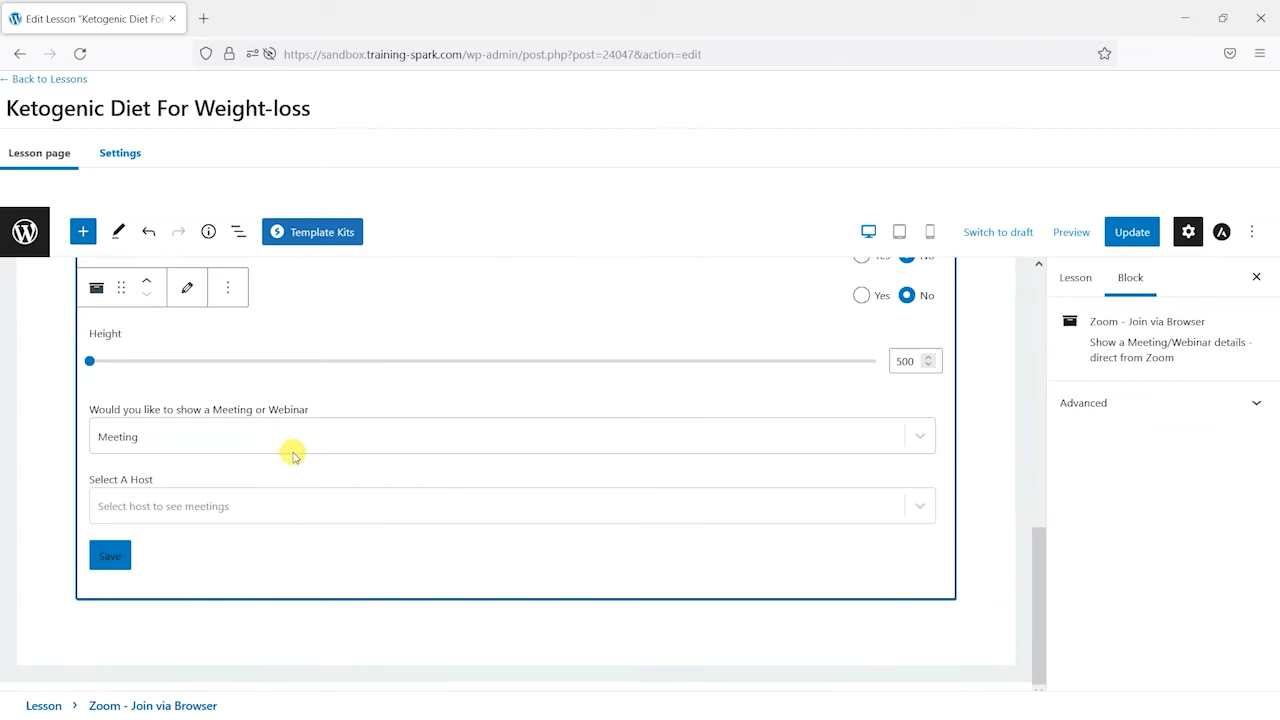 Edit Lesson "Ketogenic Diet For
https://sandbox.training-spark.com/wp-admin/post.php?post=24047&action=edit
← Back to Lessons
Ketogenic Diet For Weight-loss
Lesson page
Settings
Template Kits
Switch to draft
Preview
Update
Yes No
Lesson
Block
Yes No
Zoom - Join via Browser
Show a Meeting/Webinar details -
direct from Zoom
Height
500
Advanced
Would you like to show a Meeting or Webinar
Meeting
Select A Host
Select host to see meetings
Save
Lesson › Zoom - Join via Browser